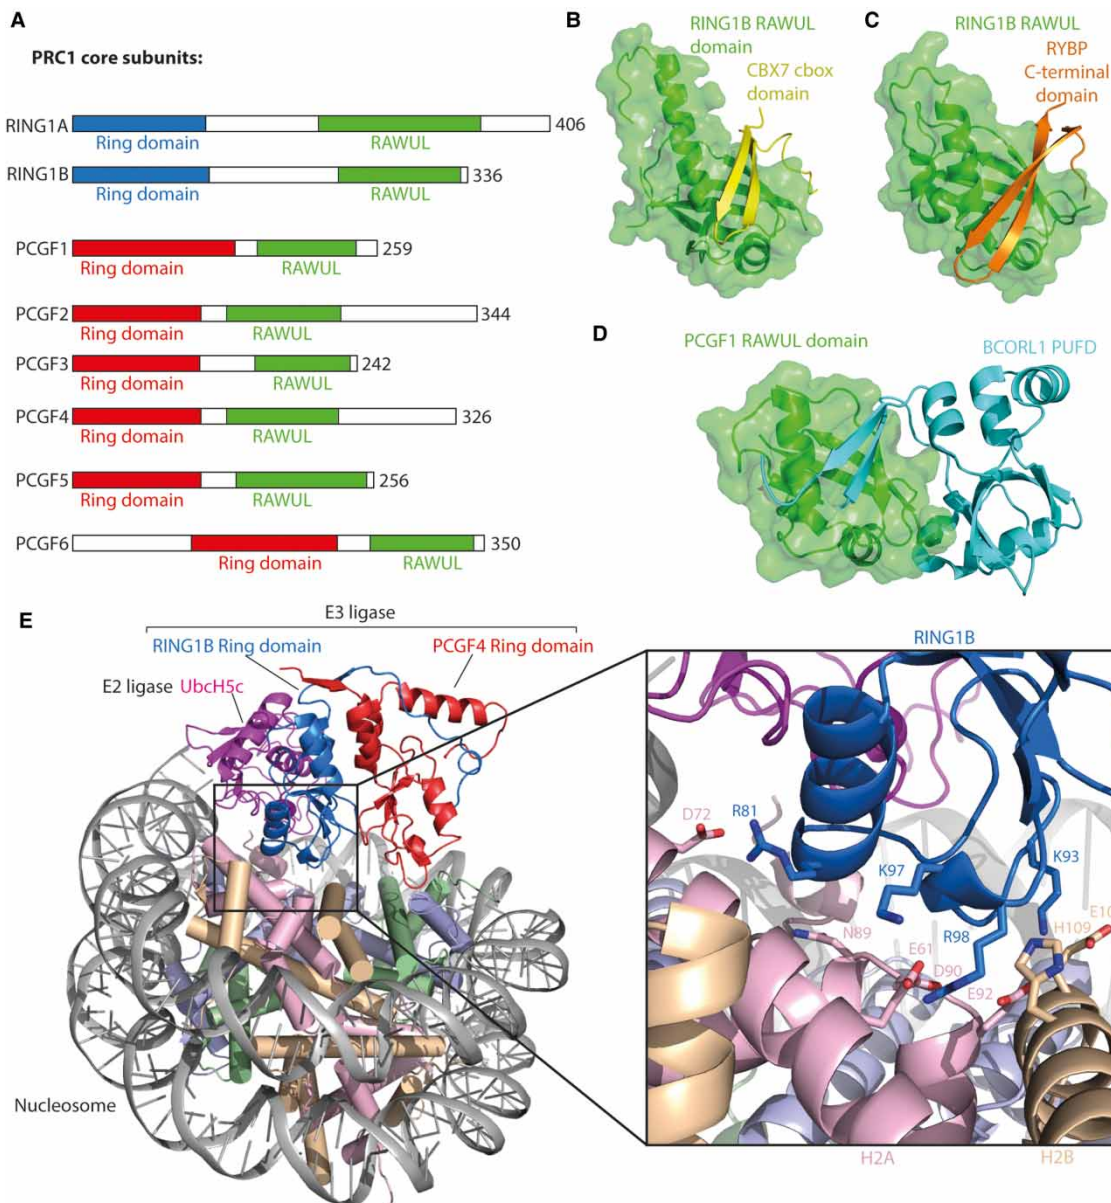 A
PRC1 core subunits:
RING1A
406
Ring domain
RAWUL
RING1B
336
Ring domain
RAWUL
PCGF1
259
Ring domain
RAWUL
PCGF2
344
Ring domain
RAWUL
PCGF3
242
Ring domain
RAWUL
PCGF4
326
Ring domain
RAWUL
PCGF5
256
Ring domain
RAWUL
PCGF6
350
Ring domain
RAWUL
B
RING1B RAWUL
domain
CBX7 cbox
domain
C
RING1B RAWUL
RYBP
C-terminal
domain
D
PCGF1 RAWUL domain
BCORL1 PUFD
E
E3 ligase
RING1B Ring domain
PCGF4 Ring domain
E2 ligase UbcH5c
Nucleosome
RING1B
D72
R81
K97
K93
N89
E61
R98
H109
D90
E92
H2A
H2B